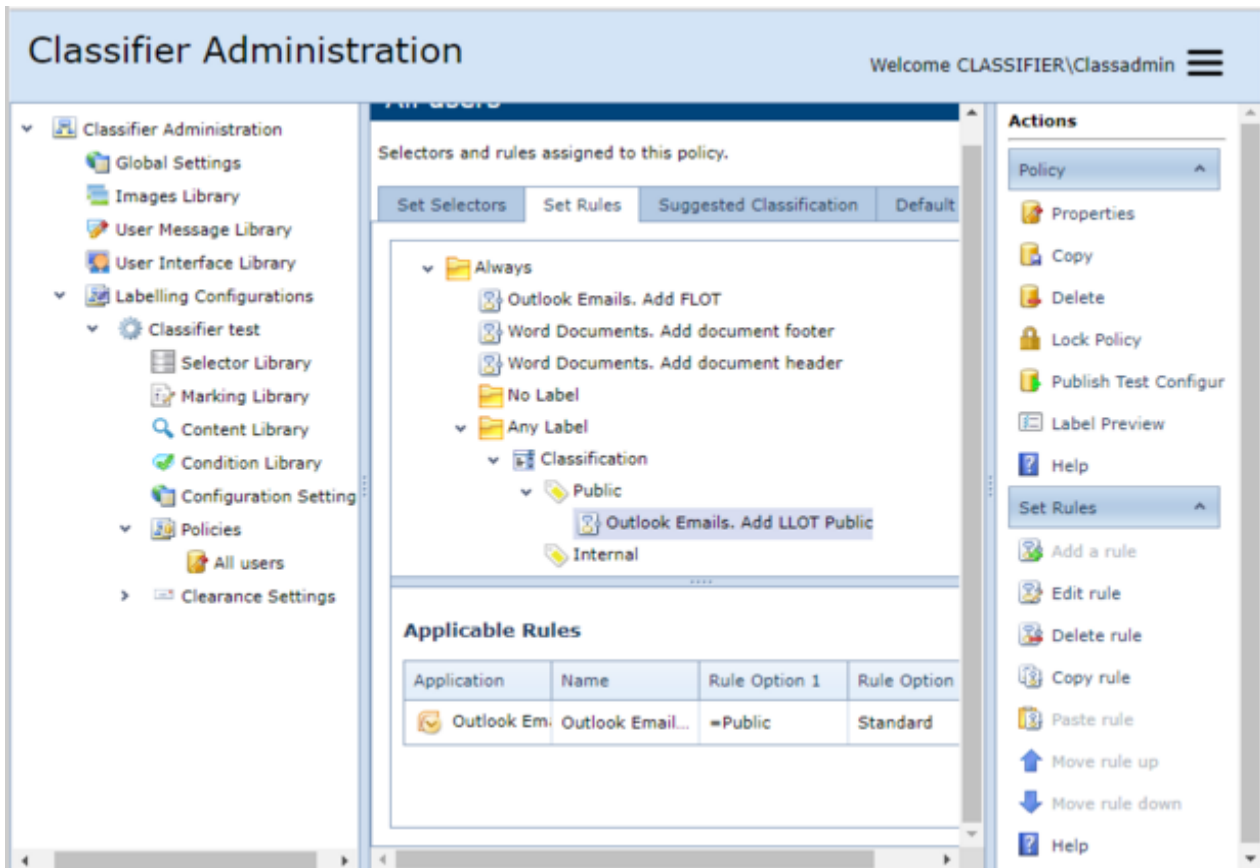 Classifier Administration
Welcome CLASSIFIER\Classadmin
Classifier Administration
Global Settings
Images Library
User Message Library
User Interface Library
Labelling Configurations
Classifier test
Selector Library
Marking Library
Content Library
Condition Library
Configuration Setting
Policies
All users
Clearance Settings
All users
Selectors and rules assigned to this policy.
Set Selectors Set Rules Suggested Classification Default
Always
Outlook Emails. Add FLOT
Word Documents. Add document footer
Word Documents. Add document header
No Label
Any Label
Classification
Public
Outlook Emails. Add LLOT Public
Internal
Applicable Rules
Application Name Rule Option 1 Rule Option
Outlook Ema Outlook Email... =Public Standard
Actions
Policy
Properties
Copy
Delete
Lock Policy
Publish Test Configur
Label Preview
Help
Set Rules
Add a rule
Edit rule
Delete rule
Copy rule
Paste rule
Move rule up
Move rule down
Help